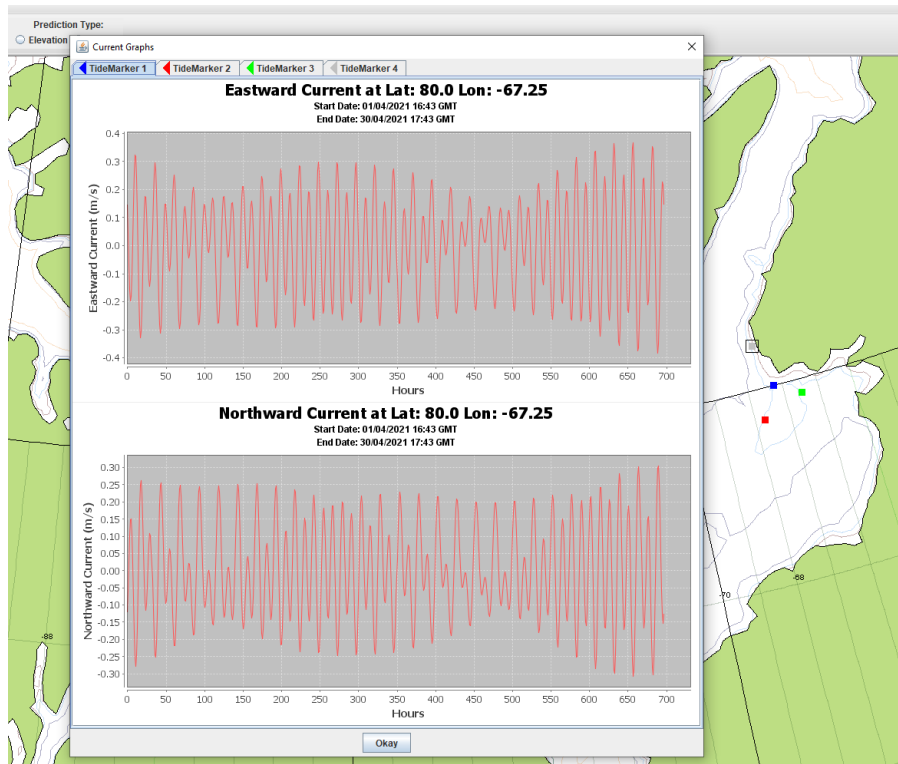 Prediction Type:
Elevation
Current Graphs
TideMarker 1
TideMarker 2
TideMarker 3
TideMarker 4
Eastward Current at Lat: 80.0 Lon: -67.25
Start Date: 01/04/2021 16:43 GMT
End Date: 30/04/2021 17:43 GMT
Eastward Current (m/s)
0.4
0.3
0.2
0.1
0.0
-0.1
-0.2
-0.3
-0.4
0 50 100 150 200 250 300 350 400 450 500 550 600 650 700
Hours
Northward Current at Lat: 80.0 Lon: -67.25
Start Date: 01/04/2021 16:43 GMT
End Date: 30/04/2021 17:43 GMT
Northward Current (m/s)
0.30
0.25
0.20
0.15
0.10
0.05
0.00
-0.05
-0.10
-0.15
-0.20
-0.25
-0.30
0 50 100 150 200 250 300 350 400 450 500 550 600 650 700
Hours
Okay
-88
-70
-68